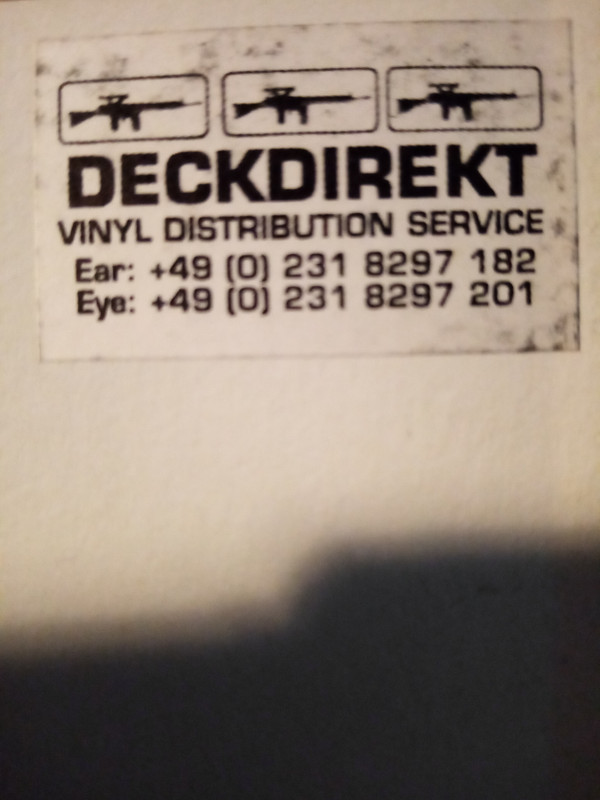 DECKDIREKT
VINYL DISTRIBUTION SERVICE
Ear: +49 (0) 231 8297 182
Eye: +49 (0) 231 8297 201